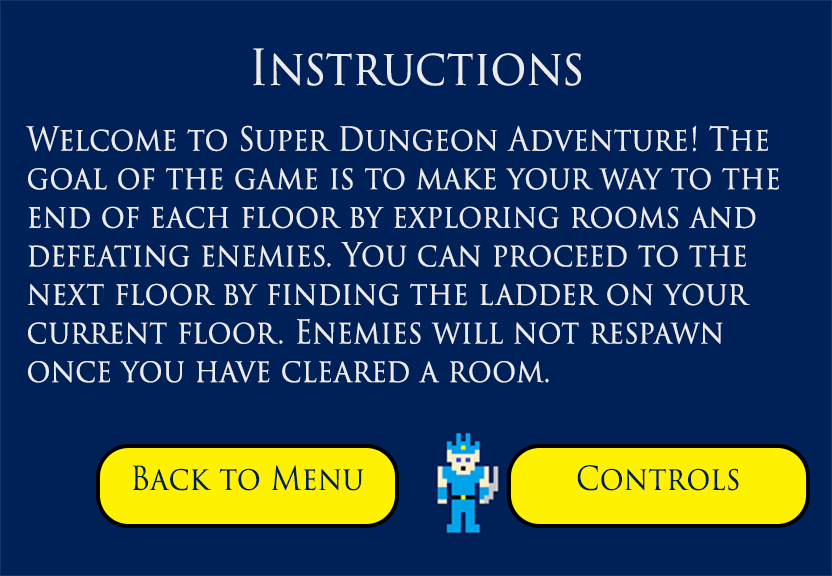 Instructions
Welcome to Super Dungeon Adventure! The
goal of the game is to make your way to the
end of each floor by exploring rooms and
defeating enemies. You can proceed to the
next floor by finding the ladder on your
current floor. Enemies will not respawn
once you have cleared a room.
Back to Menu
Controls